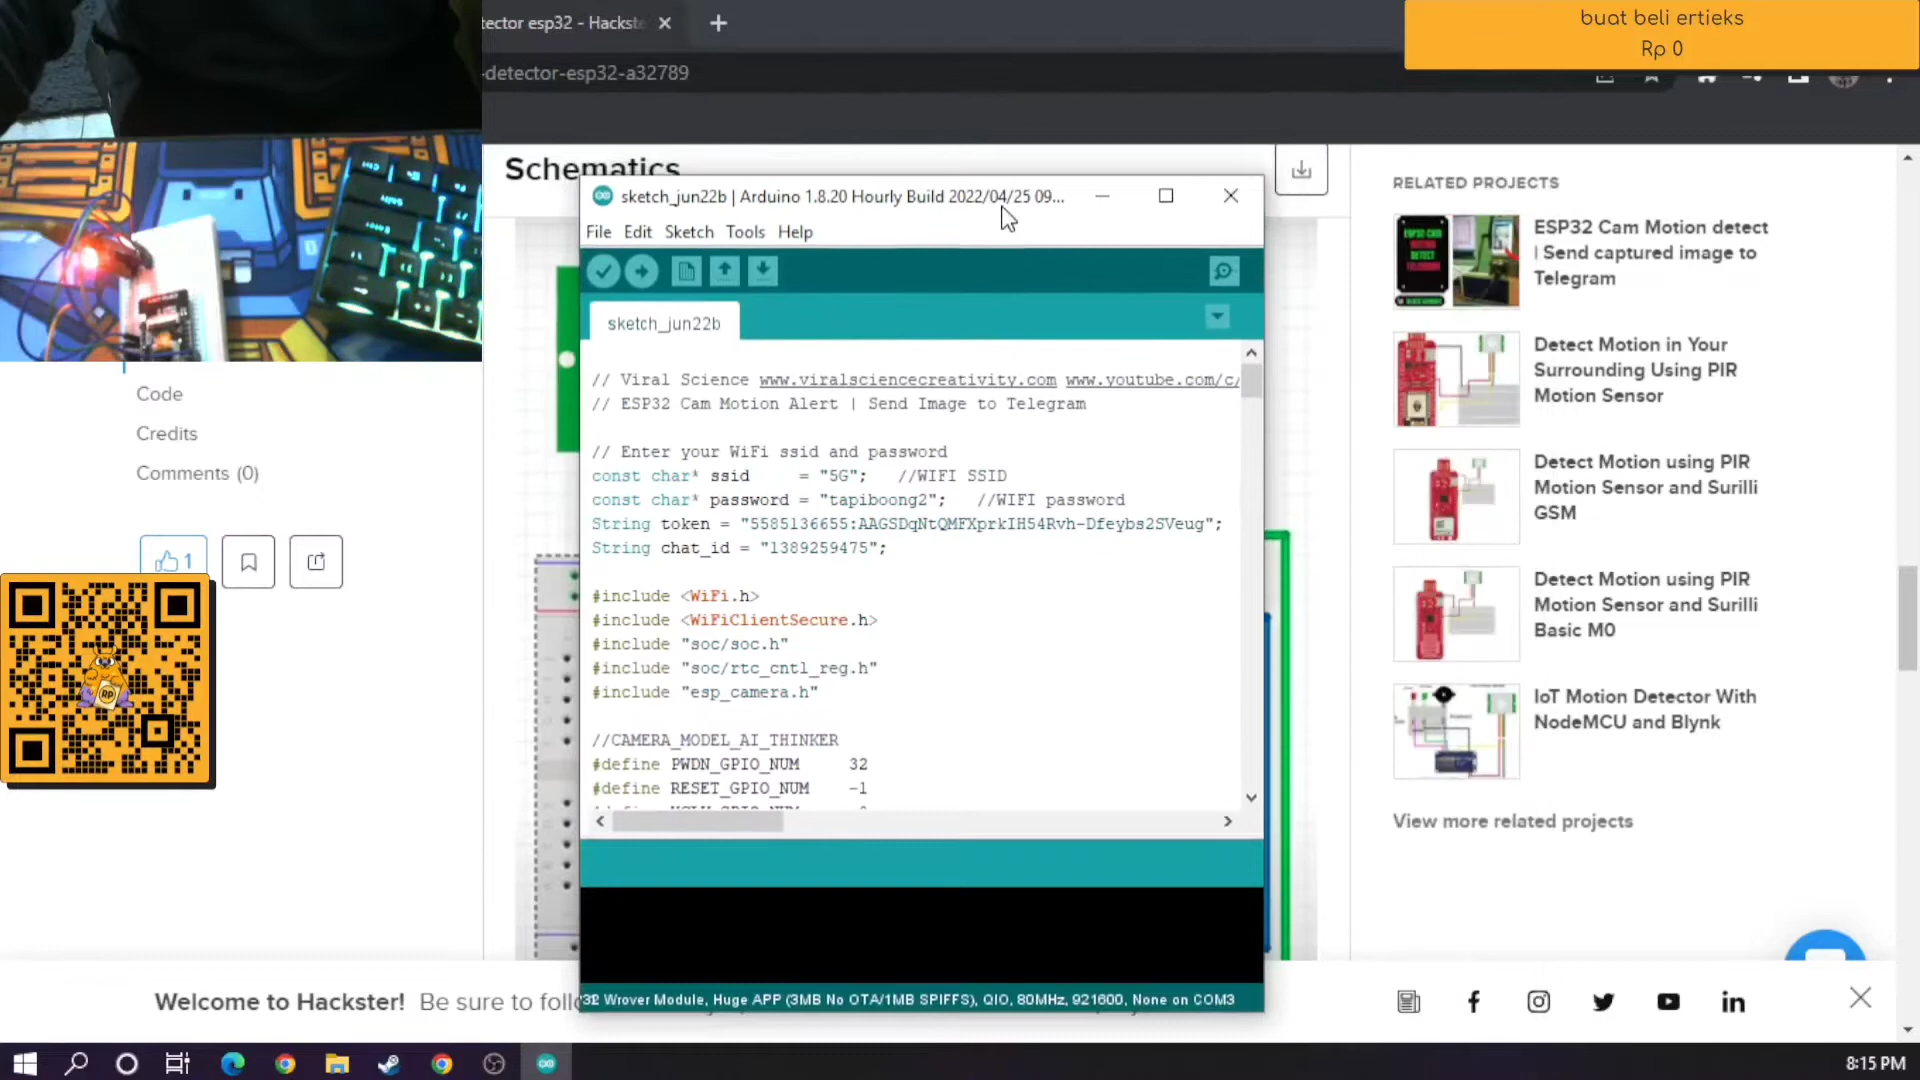 tector esp32 - Hackste
-detector-esp32-a32789
buat beli ertieks
Rp 0
Schematics
sketch_jun22b | Arduino 1.8.20 Hourly Build 2022/04/25 09...
File Edit Sketch Tools Help
sketch_jun22b
// Viral Science www.viralsciencecreativity.com www.youtube.com/c/
// ESP32 Cam Motion Alert | Send Image to Telegram
// Enter your WiFi ssid and password
const char* ssid     = "5G";   //WIFI SSID
const char* password = "tapiboong2";   //WIFI password
String token = "5585136655:AAGSDqNtQMFXprkIH54Rvh-Dfeybs2SVeug";
String chat_id = "1389259475";
#include <WiFi.h>
#include <WiFiClientSecure.h>
#include "soc/soc.h"
#include "soc/rtc_cntl_reg.h"
#include "esp_camera.h"
//CAMERA_MODEL_AI_THINKER
#define PWDN_GPIO_NUM     32
#define RESET_GPIO_NUM    -1
32 Wrover Module, Huge APP (3MB No OTA/1MB SPIFFS), QIO, 80MHz, 921600, None on COM3
Code
Credits
Comments (0)
1
RP
RELATED PROJECTS
ESP32 Cam Motion detect
| Send captured image to
Telegram
Detect Motion in Your
Surrounding Using PIR
Motion Sensor
Detect Motion using PIR
Motion Sensor and Surilli
GSM
Detect Motion using PIR
Motion Sensor and Surilli
Basic M0
IoT Motion Detector With
NodeMCU and Blynk
View more related projects
Welcome to Hackster! Be sure to follo
8:15 PM